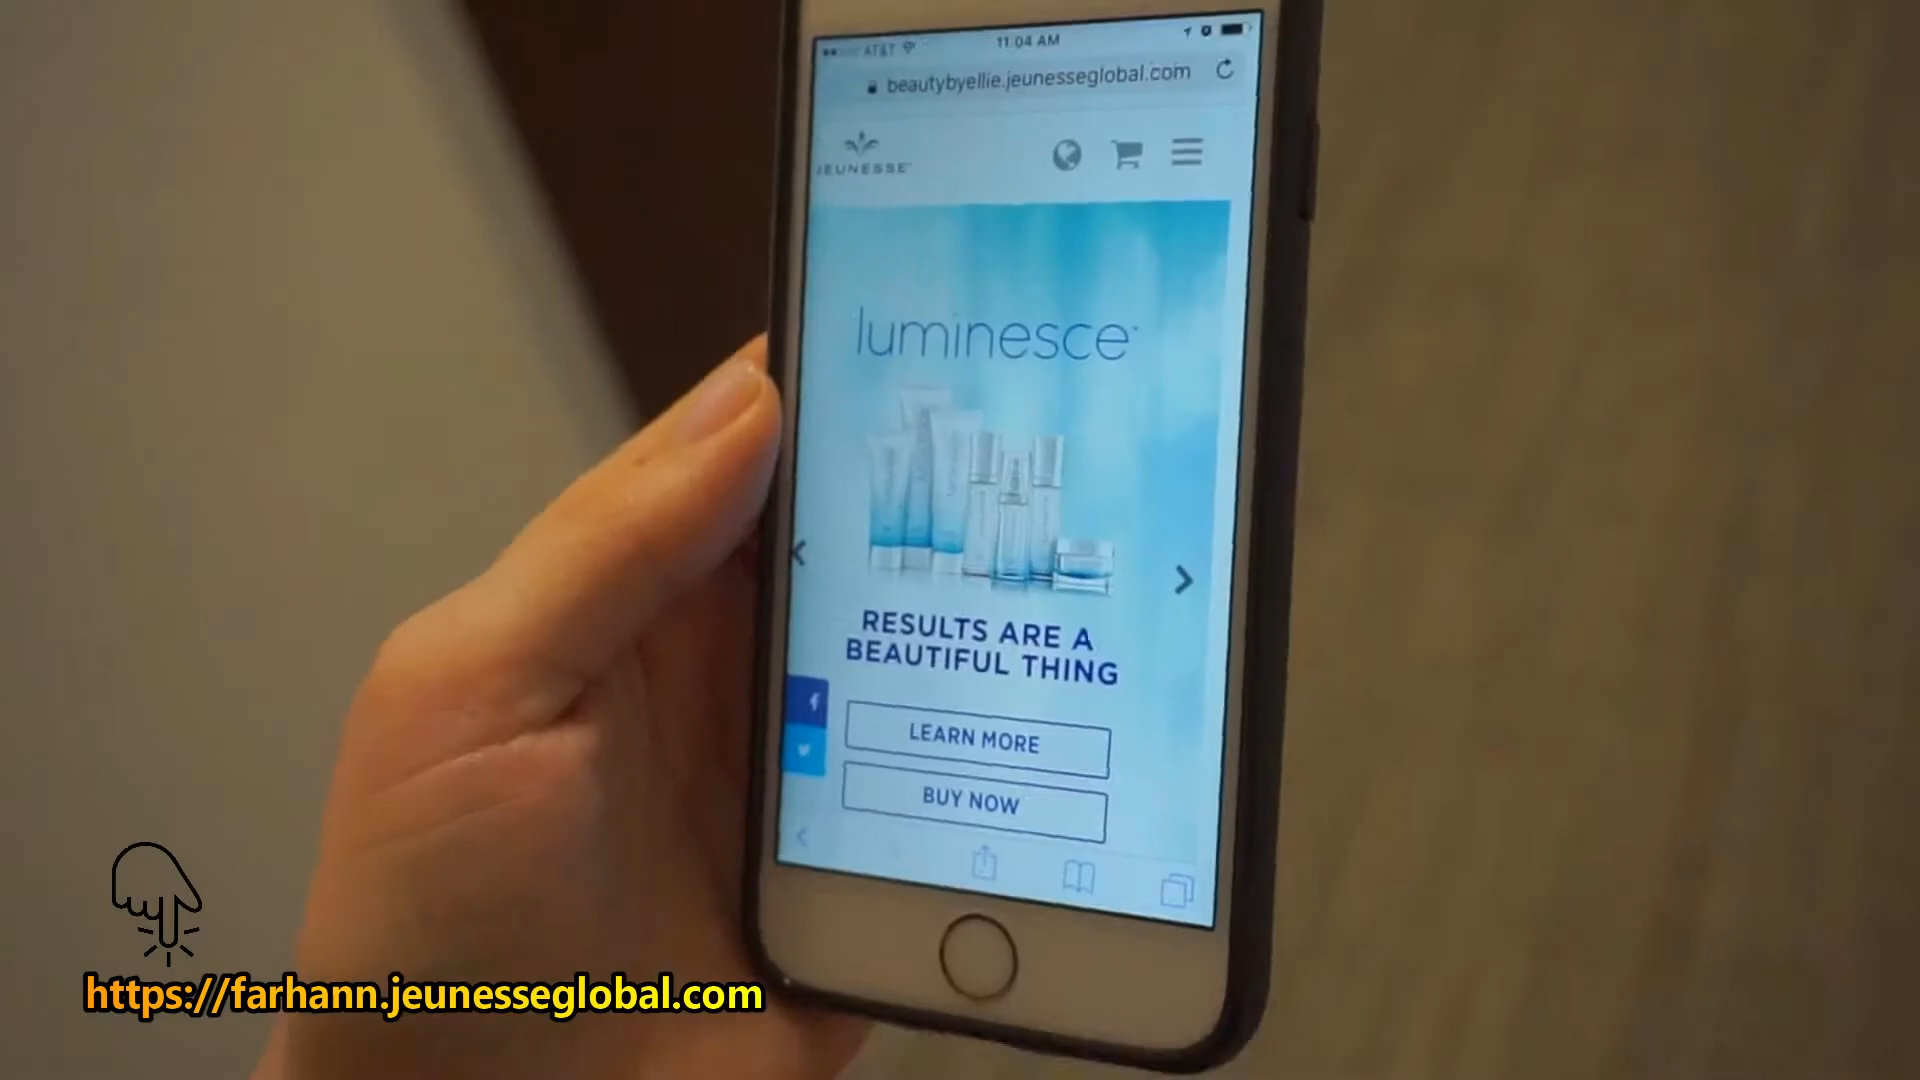 AT&T
11:04 AM
beautybyellie.jeunesseglobal.com
JEUNESSE
luminesce
RESULTS ARE A
BEAUTIFUL THING
LEARN MORE
BUY NOW
https://farhann.jeunesseglobal.com